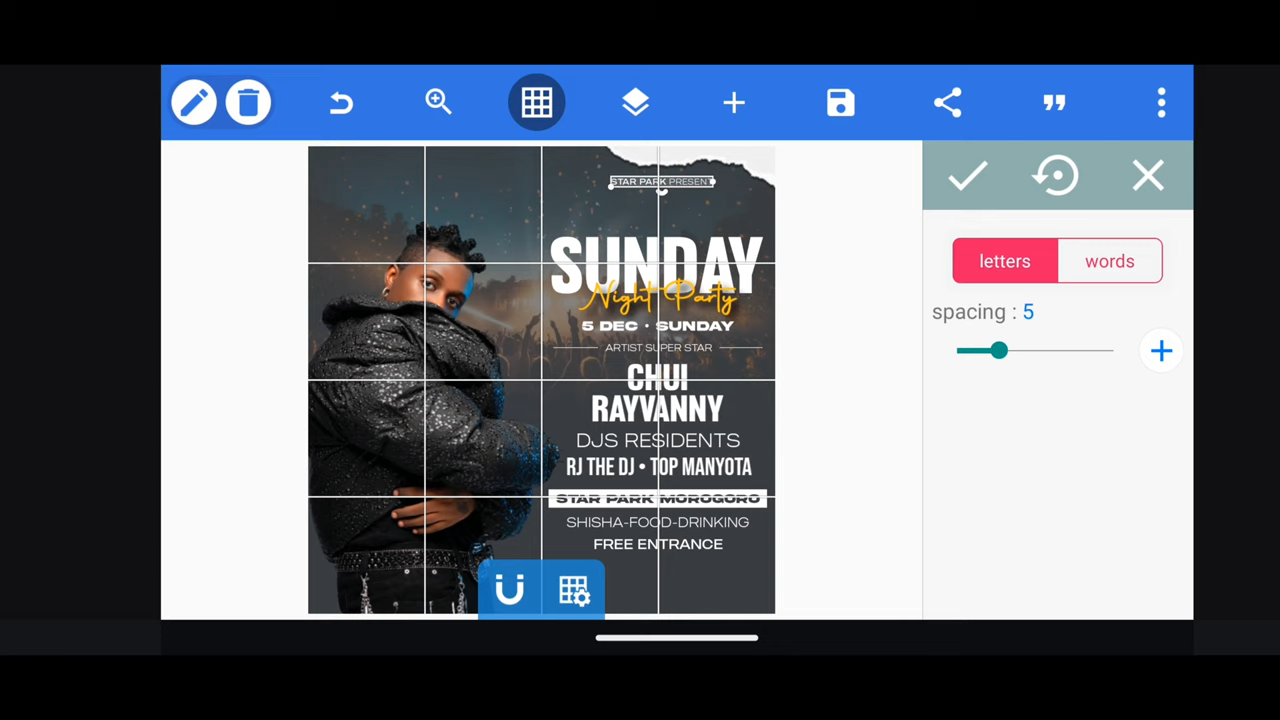 STAR PARK PRESENT
SUNDAY
Night Party
5 DEC • SUNDAY
ARTIST SUPER STAR
CHUI
RAYVANNY
DJS RESIDENTS
RJ THE DJ • TOP MANYOTA
STAR PARK MOROGORO
SHISHA-FOOD-DRINKING
FREE ENTRANCE
letters words
spacing : 5